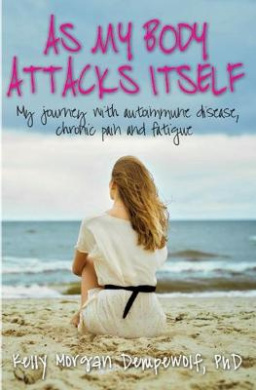 AS MY BODY
ATTACKS ITSELF
My journey with autoimmune disease,
chronic pain and fatigue
Kelly Morgan Dempewolf, PhD